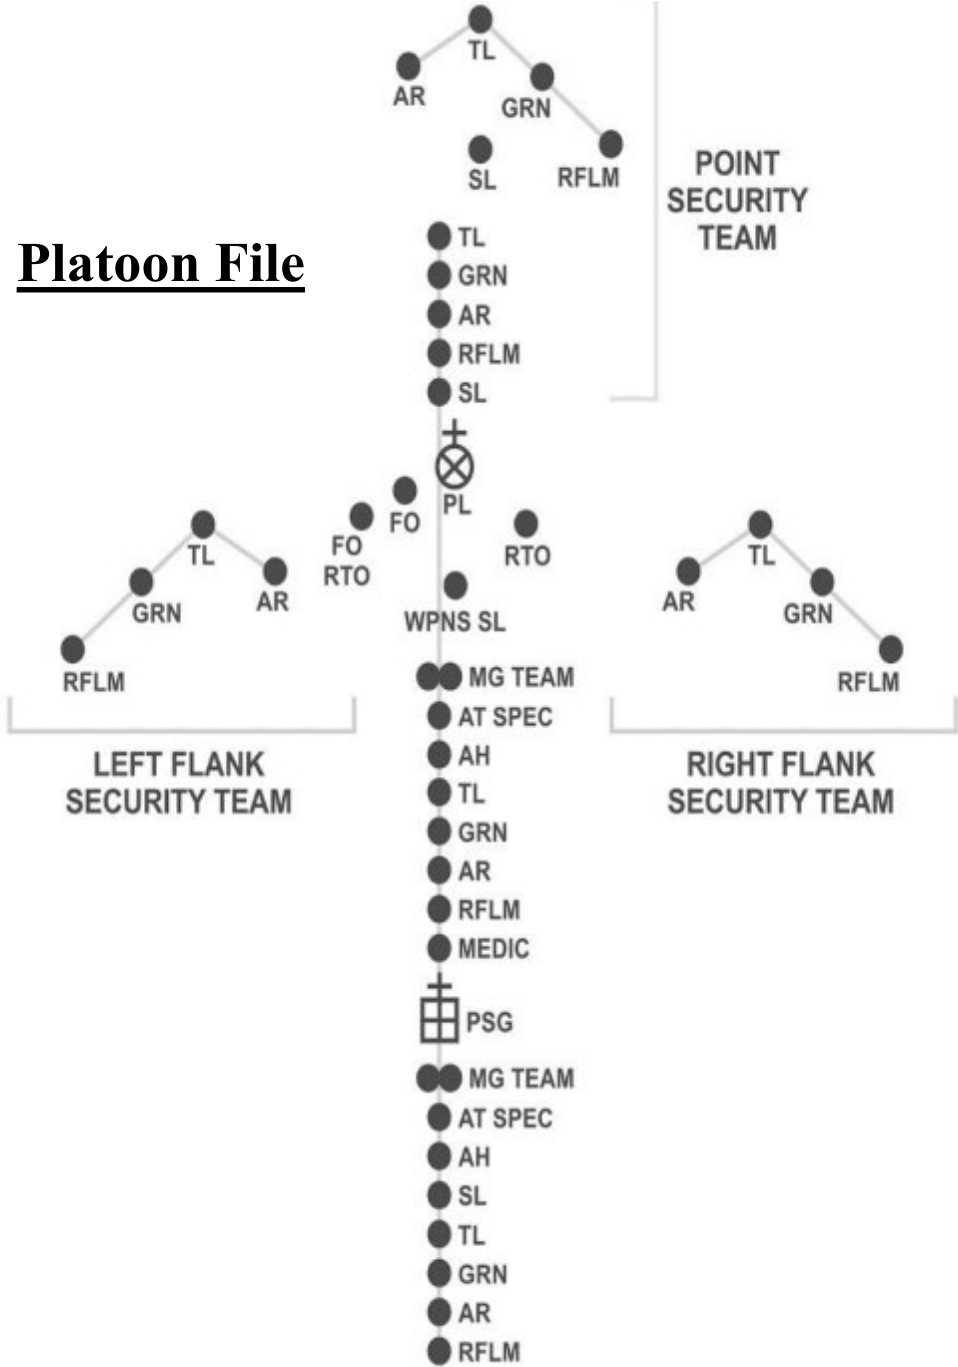 TL
AR
GRN
SL
RFLM
POINT
SECURITY
TEAM
Platoon File
TL
GRN
AR
RFLM
SL
PL
FO
FO
RTO
RTO
TL
GRN
AR
RFLM
LEFT FLANK
SECURITY TEAM
TL
AR
GRN
RFLM
RIGHT FLANK
SECURITY TEAM
WPNS SL
MG TEAM
AT SPEC
AH
TL
GRN
AR
RFLM
MEDIC
PSG
MG TEAM
AT SPEC
AH
SL
TL
GRN
AR
RFLM